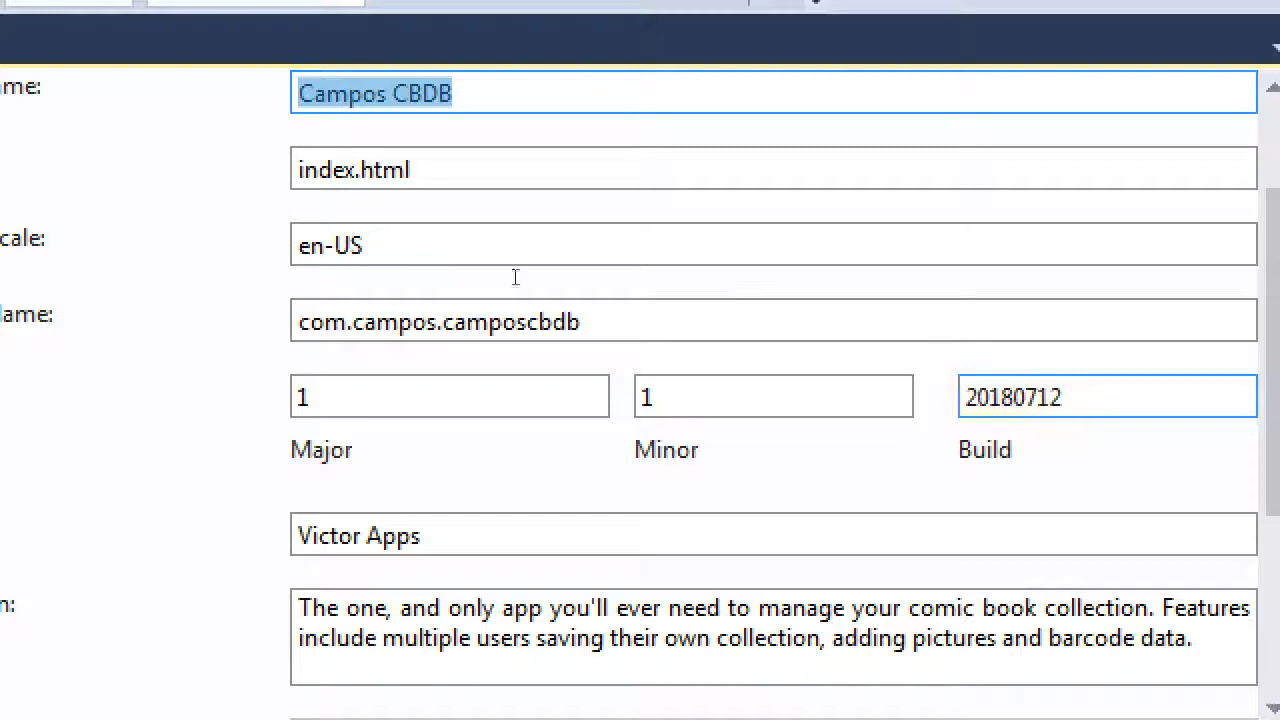 ame:
Campos CBDB
index.html
cale:
en-US
Name:
com.campos.camposcbdb
1 1 20180712
Major Minor Build
Victor Apps
n:
The one, and only app you'll ever need to manage your comic book collection. Features
include multiple users saving their own collection, adding pictures and barcode data.